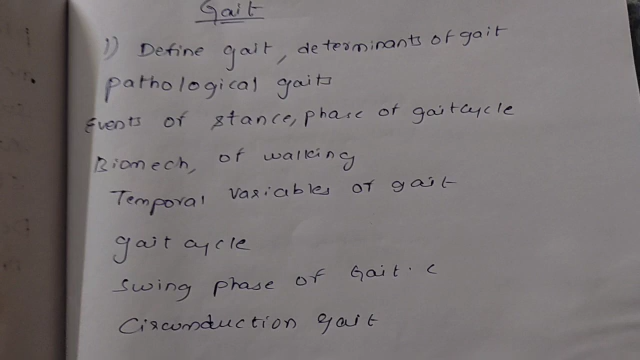 Gait
1) Define gait, determinants of gait
pathological gaits
Events of stance, phase of gaitcycle
Biomech, of walking
Temporal variables of gait
gait cycle
Swing phase of Gait. C
Circumduction gait